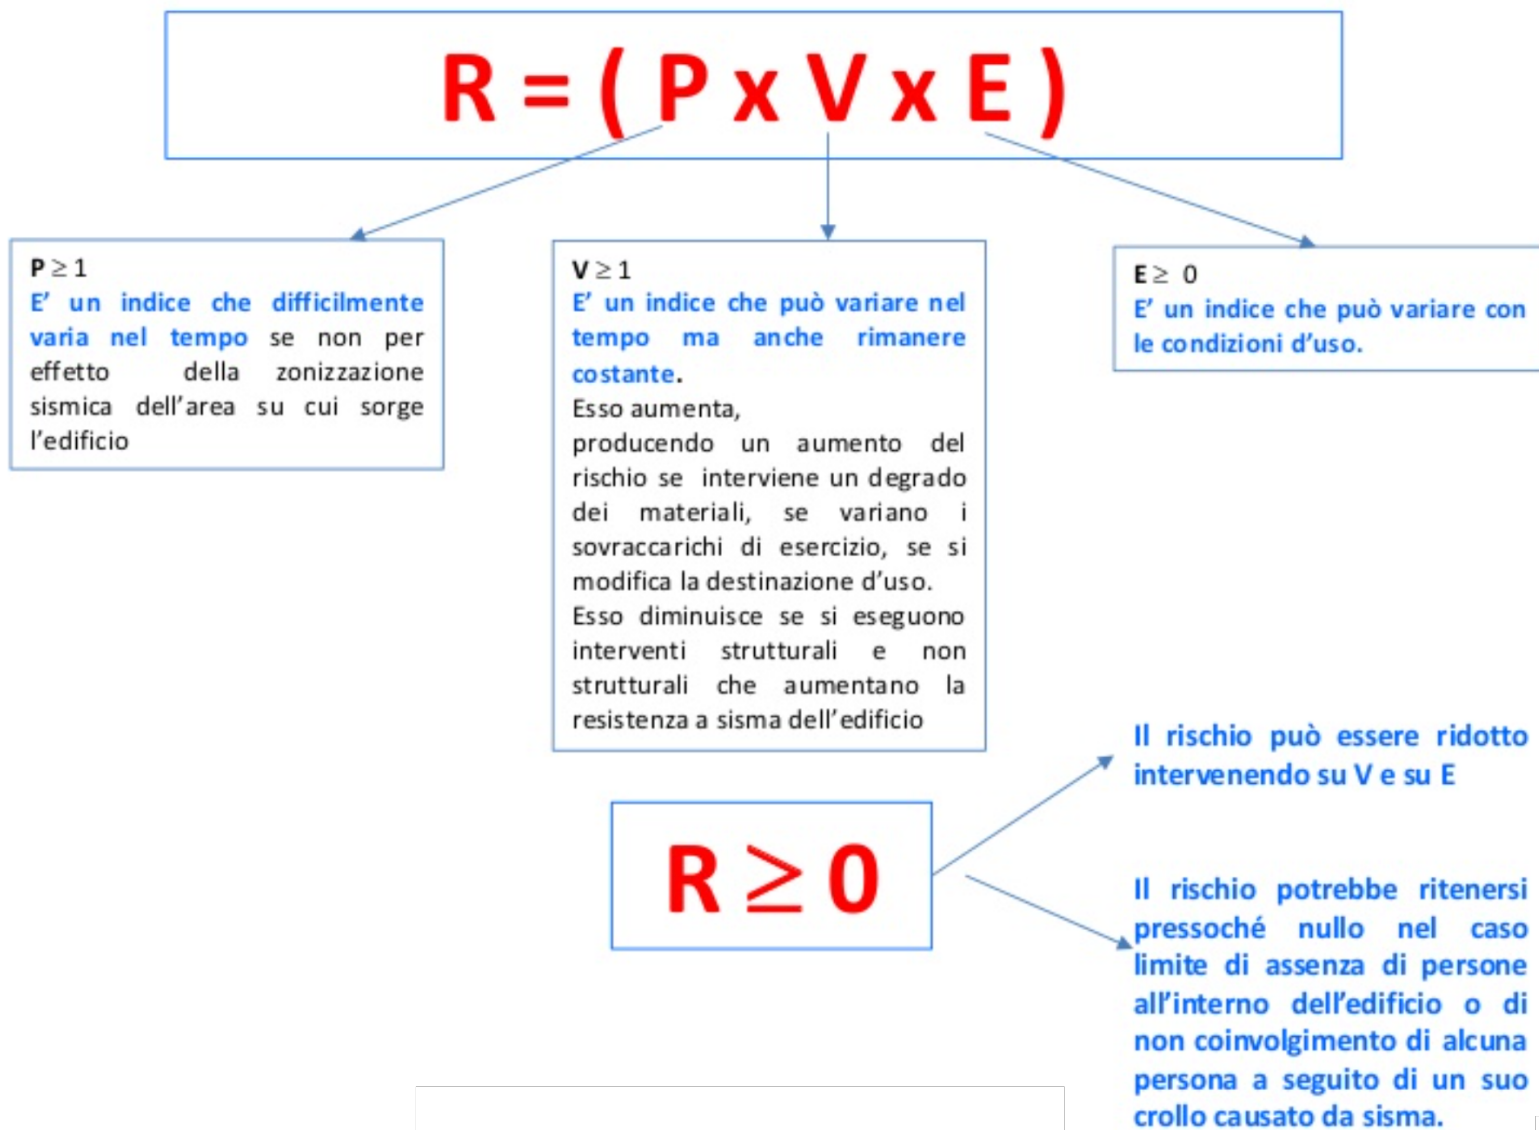 R = ( P x V x E )
P ≥ 1
E’ un indice che difficilmente
varia nel tempo se non per
effetto della zonizzazione
sismica dell’area su cui sorge
l’edificio
V ≥ 1
E’ un indice che può variare nel
tempo ma anche rimanere
costante.
Esso aumenta,
producendo un aumento del
rischio se interviene un degrado
dei materiali, se variano i
sovraccarichi di esercizio, se si
modifica la destinazione d’uso.
Esso diminuisce se si eseguono
interventi strutturali e non
strutturali che aumentano la
resistenza a sisma dell’edificio
E ≥ 0
E’ un indice che può variare con
le condizioni d’uso.
R ≥ 0
Il rischio può essere ridotto
intervenendo su V e su E
Il rischio potrebbe ritenersi
pressoché nullo nel caso
limite di assenza di persone
all’interno dell’edificio o di
non coinvolgimento di alcuna
persona a seguito di un suo
crollo causato da sisma.